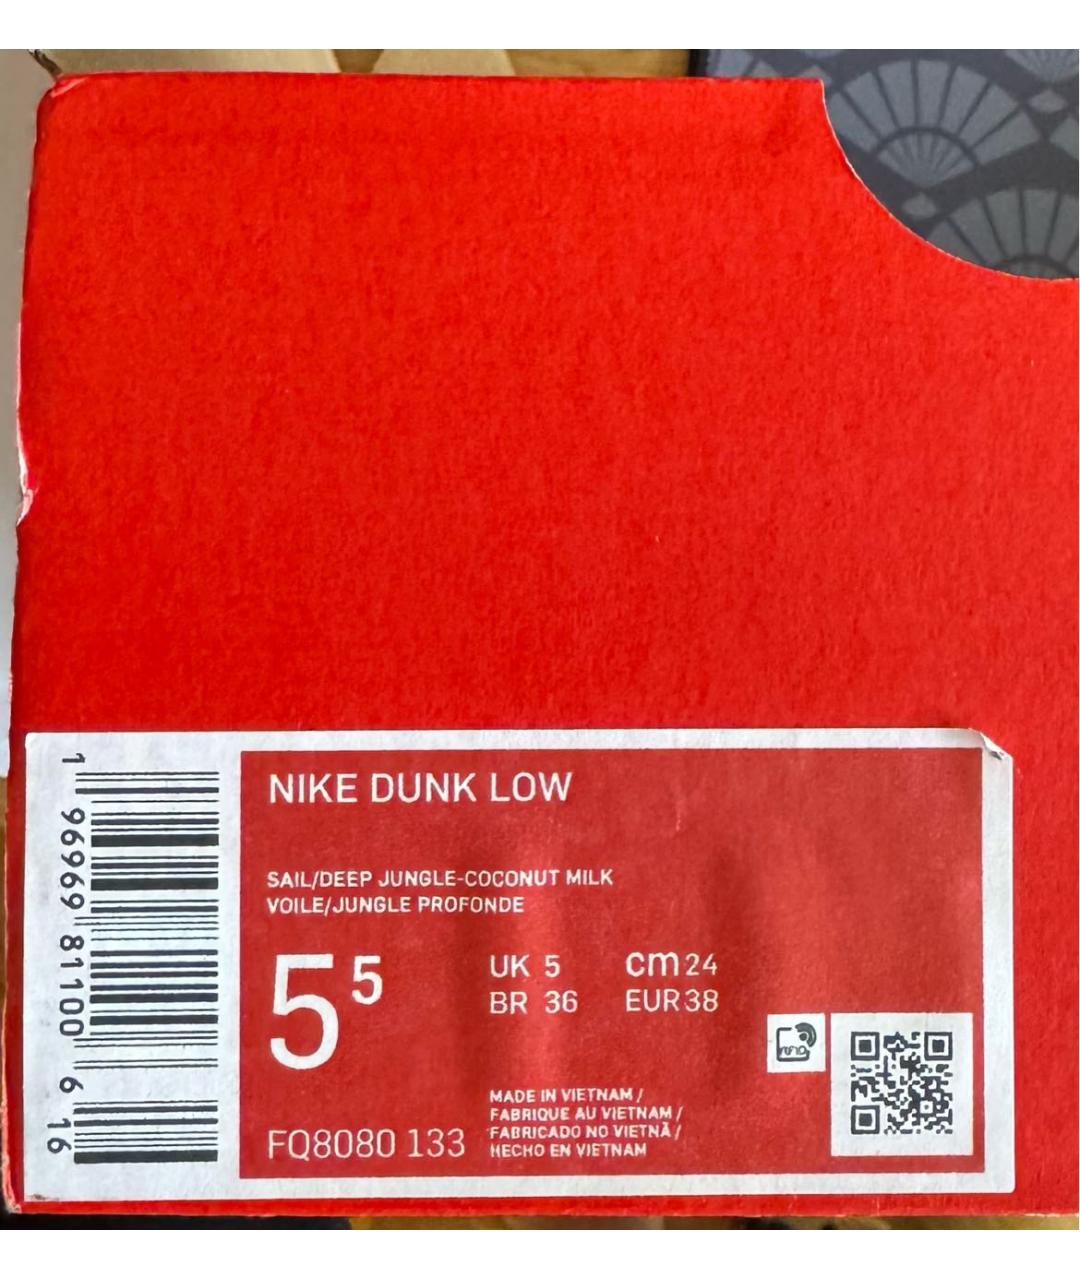 NIKE DUNK LOW
SAIL/DEEP JUNGLE-COCONUT MILK
VOILE/JUNGLE PROFONDE
5 5
UK 5
cm 24
BR 36
EUR 38
FQ8080 133
MADE IN VIETNAM /
FABRIQUE AU VIETNAM /
FABRICADO NO VIETNÃ /
HECHO EN VIETNAM
1 96969 81100 6 16